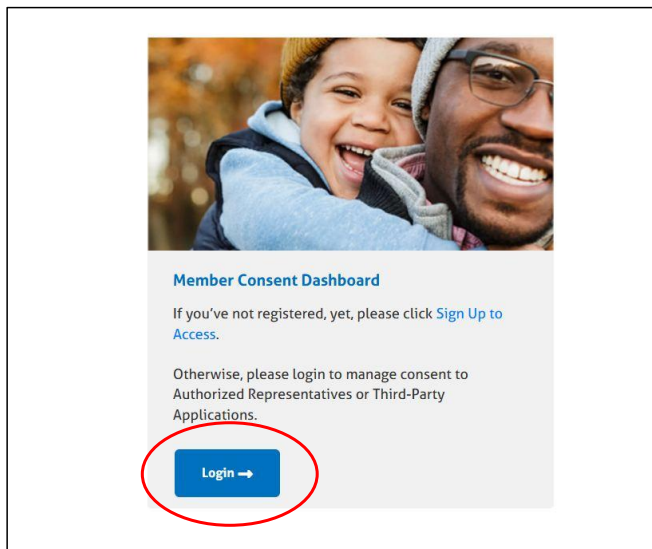 Member Consent Dashboard
If you've not registered, yet, please click Sign Up to
Access.
Otherwise, please login to manage consent to
Authorized Representatives or Third-Party
Applications.
Login →